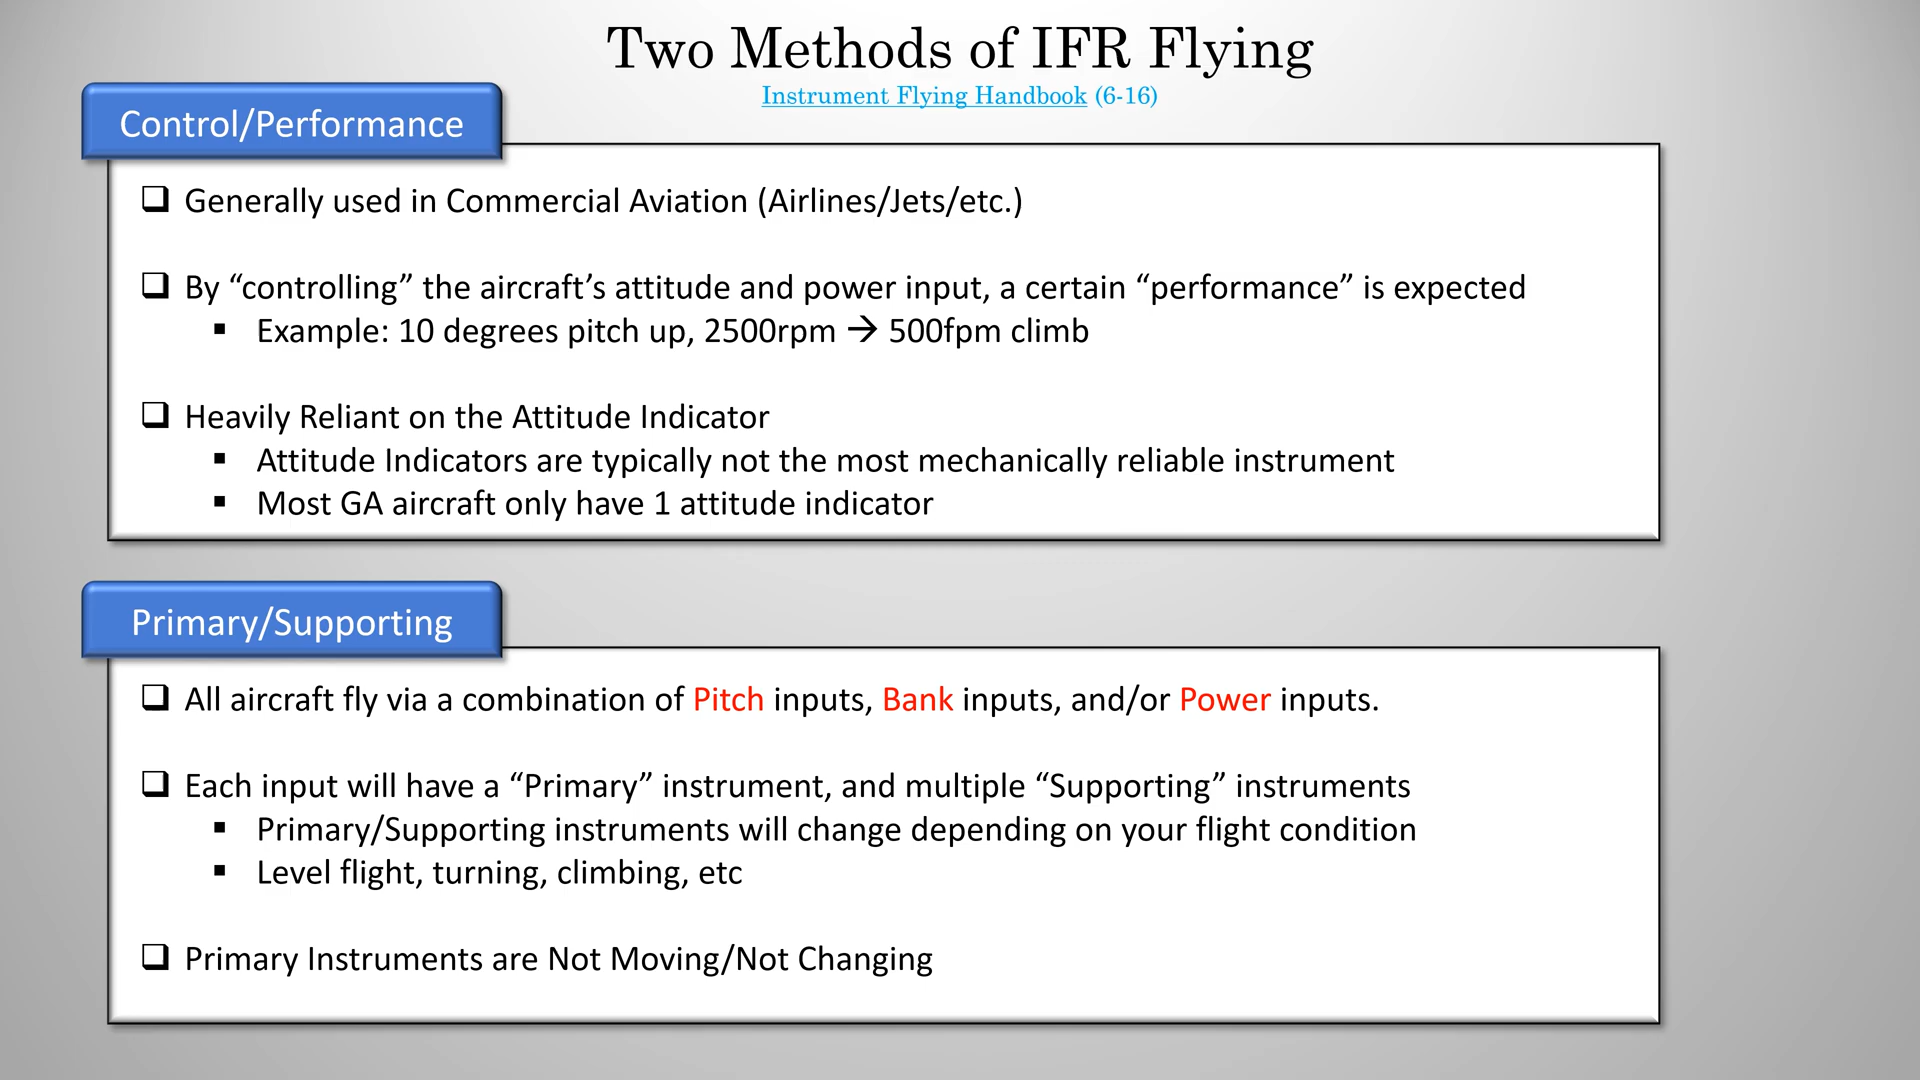 Two Methods of IFR Flying
Instrument Flying Handbook (6-16)
Control/Performance
❑ Generally used in Commercial Aviation (Airlines/Jets/etc.)
❑ By “controlling” the aircraft’s attitude and power input, a certain “performance” is expected
▪ Example: 10 degrees pitch up, 2500rpm → 500fpm climb
❑ Heavily Reliant on the Attitude Indicator
▪ Attitude Indicators are typically not the most mechanically reliable instrument
▪ Most GA aircraft only have 1 attitude indicator
Primary/Supporting
❑ All aircraft fly via a combination of Pitch inputs, Bank inputs, and/or Power inputs.
❑ Each input will have a “Primary” instrument, and multiple “Supporting” instruments
▪ Primary/Supporting instruments will change depending on your flight condition
▪ Level flight, turning, climbing, etc
❑ Primary Instruments are Not Moving/Not Changing